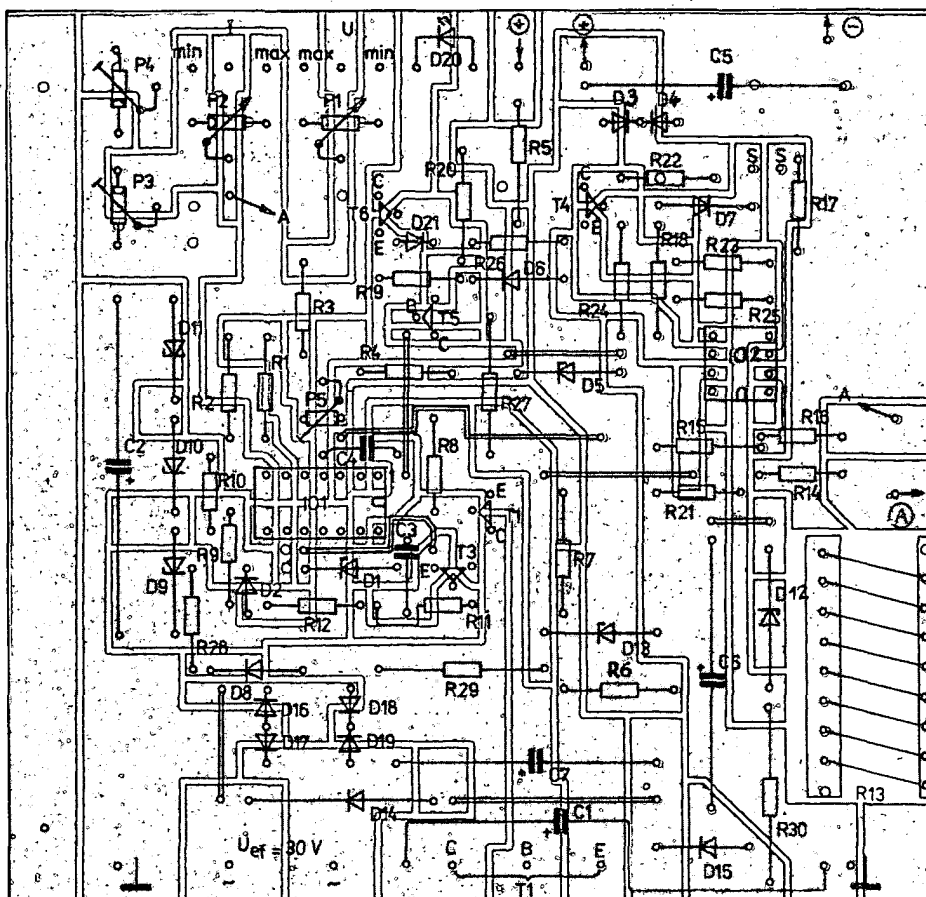 P4
I
U
min
max
max
min
D20
+
+
−
C5
P2
P1
D3
D4
R5
P3
R20
R22
S
S
S
S
R17
A
C
T6
E
C
T4
E
D7
D21
R18
R23
R19
R26
D6
R24
R25
R3
B
T5
C
D11
R2
R1
R4
D5
P5
R27
A
R15
R16
C2
D10
C4
R8
R10
R14
R21
A
IO1
E
C
C3
R9
T3
E
R7
D9
D2
D1
D12
R28
R12
R11
D13
D8
R29
R6
C6
D16
D18
D17
D19
C7
D14
C1
R13
R30
Uef = 30 V
C
B
E
D15
~
~
T1